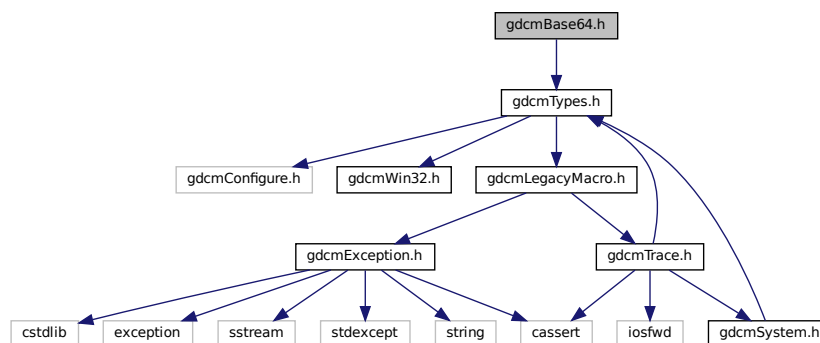 gdcmBase64.h
gdcmTypes.h
gdcmConfigure.h
gdcmWin32.h
gdcmLegacyMacro.h
gdcmException.h
gdcmTrace.h
cstdlib
exception
sstream
stdexcept
string
cassert
iosfwd
gdcmSystem.h